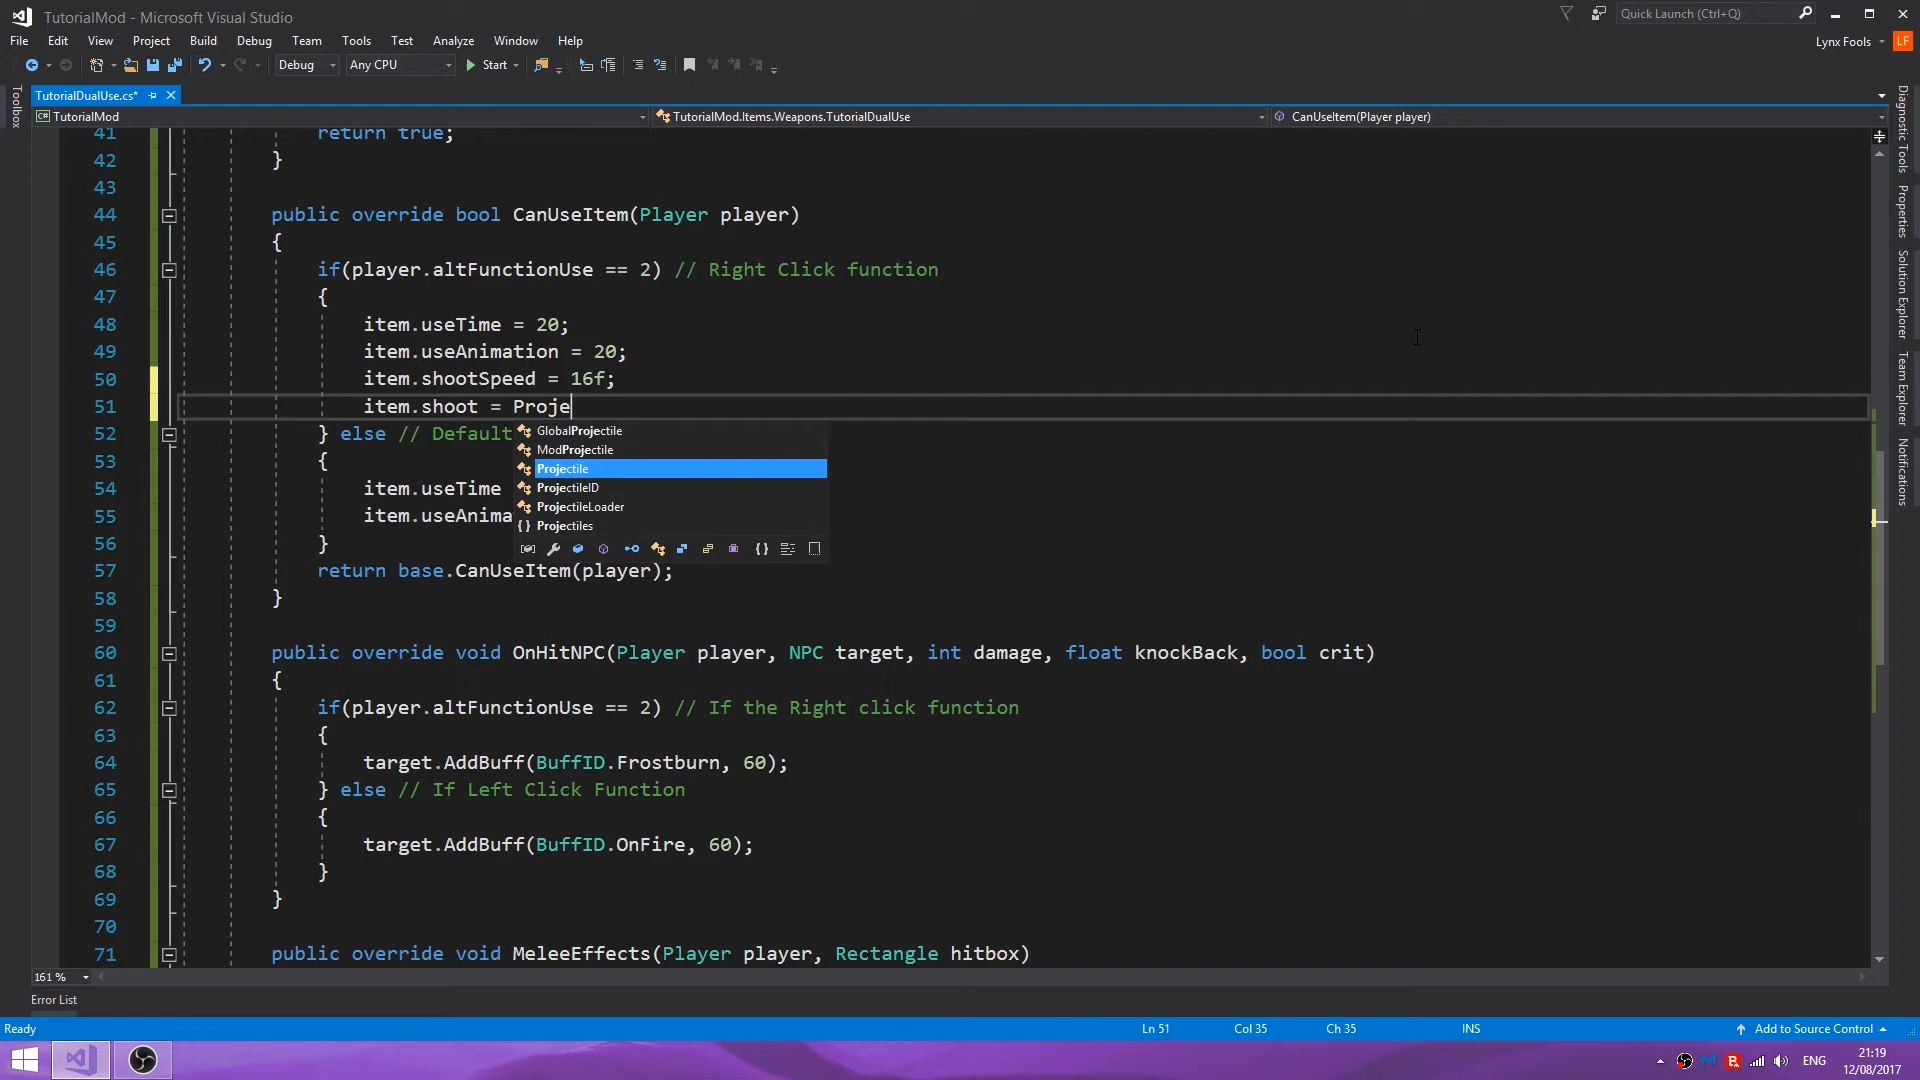 TutorialMod - Microsoft Visual Studio
Quick Launch (Ctrl+Q)
File Edit View Project Build Debug Team Tools Test Analyze Window Help
Lynx Fools LF
Debug Any CPU Start
TutorialDualUse.cs*
TutorialMod TutorialMod.Items.Weapons.TutorialDualUse CanUseItem(Player player)
Toolbox
Diagnostic Tools
Properties
Solution Explorer
Team Explorer
Notifications
41 return true;
42 }
43
44 public override bool CanUseItem(Player player)
45 {
46 if(player.altFunctionUse == 2) // Right Click function
47 {
48 item.useTime = 20;
49 item.useAnimation = 20;
50 item.shootSpeed = 16f;
51 item.shoot = Proje
52 } else // Default
53 {
54 item.useTime
55 item.useAnima
56 }
57 return base.CanUseItem(player);
58 }
59
60 public override void OnHitNPC(Player player, NPC target, int damage, float knockBack, bool crit)
61 {
62 if(player.altFunctionUse == 2) // If the Right click function
63 {
64 target.AddBuff(BuffID.Frostburn, 60);
65 } else // If Left Click Function
66 {
67 target.AddBuff(BuffID.OnFire, 60);
68 }
69 }
70
71 public override void MeleeEffects(Player player, Rectangle hitbox)
GlobalProjectile
ModProjectile
Projectile
ProjectileID
ProjectileLoader
{} Projectiles
161 %
Error List
Ready Ln 51 Col 35 Ch 35 INS Add to Source Control
ENG
21:19
12/08/2017